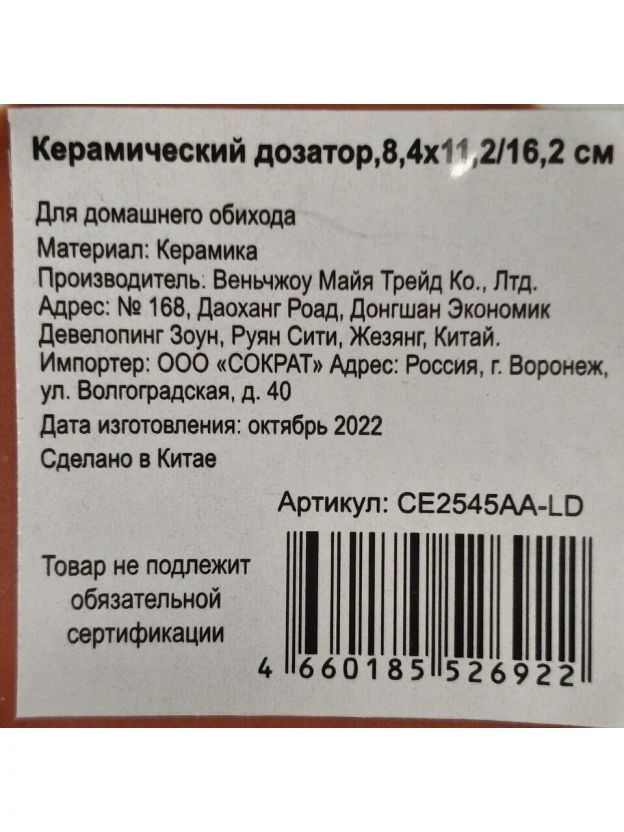 Керамический дозатор,8,4х11,2/16,2 см
Для домашнего обихода
Материал: Керамика
Производитель: Веньчжоу Майя Трейд Ко., Лтд.
Адрес: № 168, Даоханг Роад, Донгшан Экономик
Девелопинг Зоун, Руян Сити, Жезянг, Китай.
Импортер: ООО «СОКРАТ» Адрес: Россия, г. Воронеж,
ул. Волгоградская, д. 40
Дата изготовления: октябрь 2022
Сделано в Китае
Артикул: CE2545AA-LD
Товар не подлежит
обязательной
сертификации
4 660185 526922